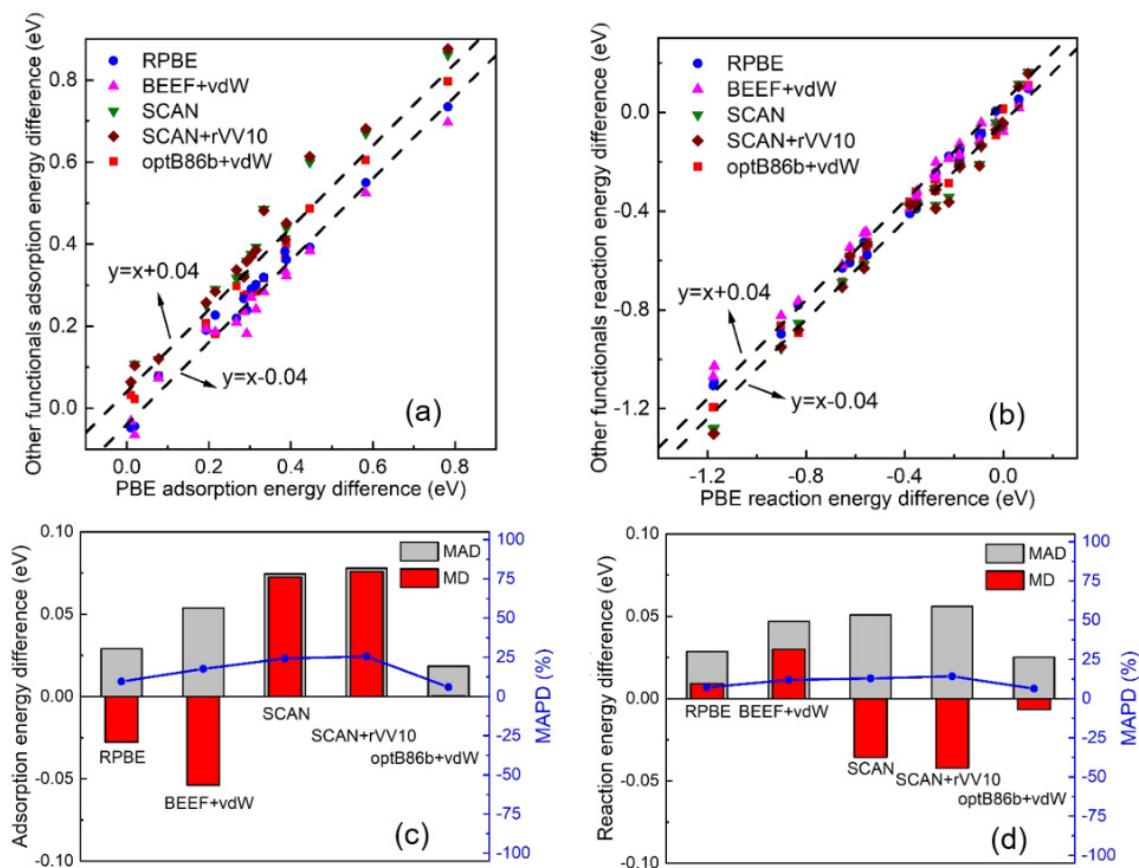 Other functionals adsorption energy difference (eV)
0.8
0.6
0.4
0.2
0.0
RPBE
BEEF+vdW
SCAN
SCAN+rVV10
optB86b+vdW
y=x+0.04
y=x-0.04
(a)
0.0
0.2
0.4
0.6
0.8
PBE adsorption energy difference (eV)
Other functionals reaction energy difference (eV)
0.0
-0.4
-0.8
-1.2
RPBE
BEEF+vdW
SCAN
SCAN+rVV10
optB86b+vdW
y=x+0.04
y=x-0.04
(b)
-1.2
-0.8
-0.4
0.0
PBE reaction energy difference (eV)
Adsorption energy difference (eV)
0.10
0.05
0.00
-0.05
-0.10
MAD
MD
RPBE
BEEF+vdW
SCAN
SCAN+rVV10
optB86b+vdW
(c)
100
75
50
25
0
-25
-50
-75
-100
MAPD (%)
Reaction energy difference (eV)
0.10
0.05
0.00
-0.05
-0.10
MAD
MD
RPBE
BEEF+vdW
SCAN
SCAN+rVV10
optB86b+vdW
(d)
100
75
50
25
0
-25
-50
-75
-100
MAPD (%)